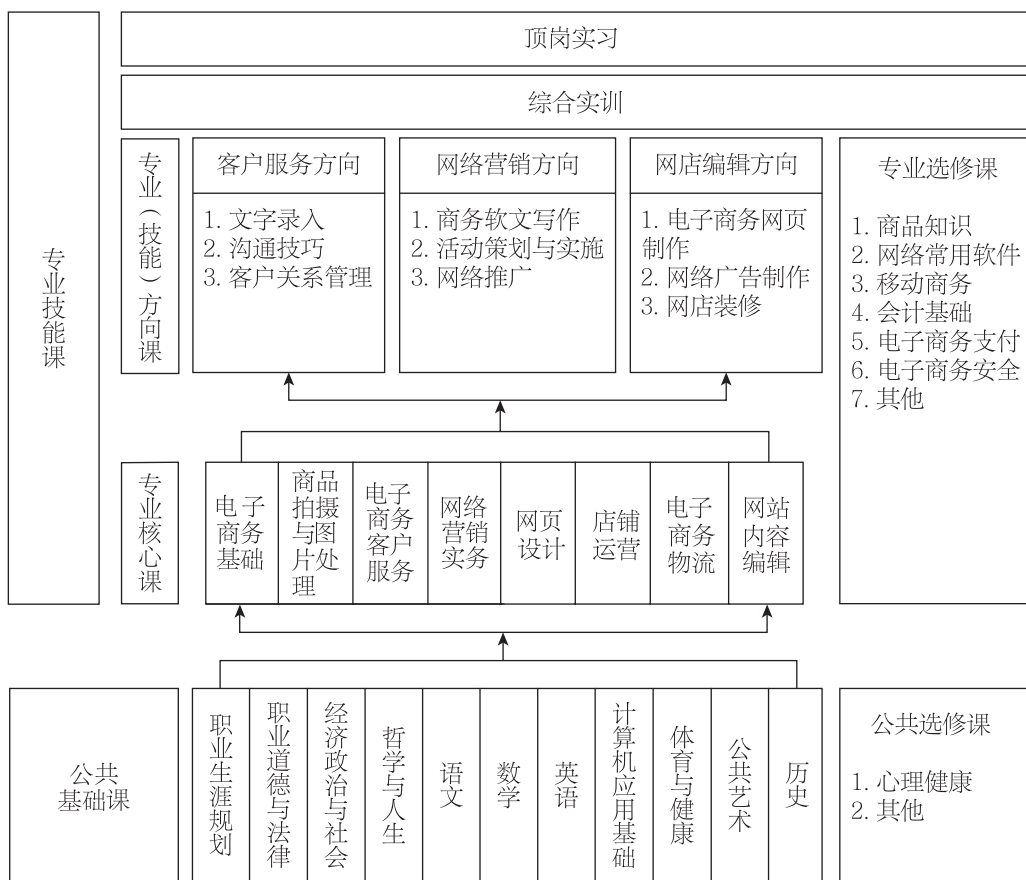 顶岗实习
综合实训
专业技能课
专业（技能）方向课
客户服务方向
1. 文字录入
2. 沟通技巧
3. 客户关系管理
网络营销方向
1. 商务软文写作
2. 活动策划与实施
3. 网络推广
网店编辑方向
1. 电子商务网页
制作
2. 网络广告制作
3. 网店装修
专业选修课
1. 商品知识
2. 网络常用软件
3. 移动商务
4. 会计基础
5. 电子商务支付
6. 电子商务安全
7. 其他
专业核心课
电子
商务
基础
商品
拍摄
与图
片处
理
电子
商务
客户
服务
网络
营销
实务
网页
设计
店铺
运营
电子
商务
物流
网站
内容
编辑
公共
基础课
职业生涯规划
职业道德与法律
经济政治与社会
哲学与人生
语文
数学
英语
计算机应用基础
体育与健康
公共艺术
历史
公共选修课
1. 心理健康
2. 其他